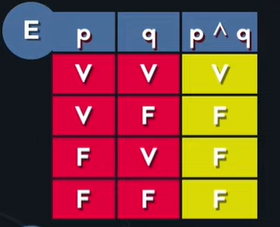 E p q p ^ q
V V V
V F F
F V F
F F F